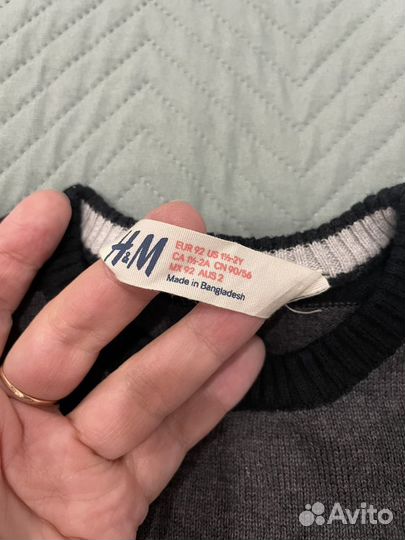 H&M
EUR 92 US 1½-2Y
CA 1½-2A CN 90/56
MX 92 AUS 2
Made in Bangladesh
Avito